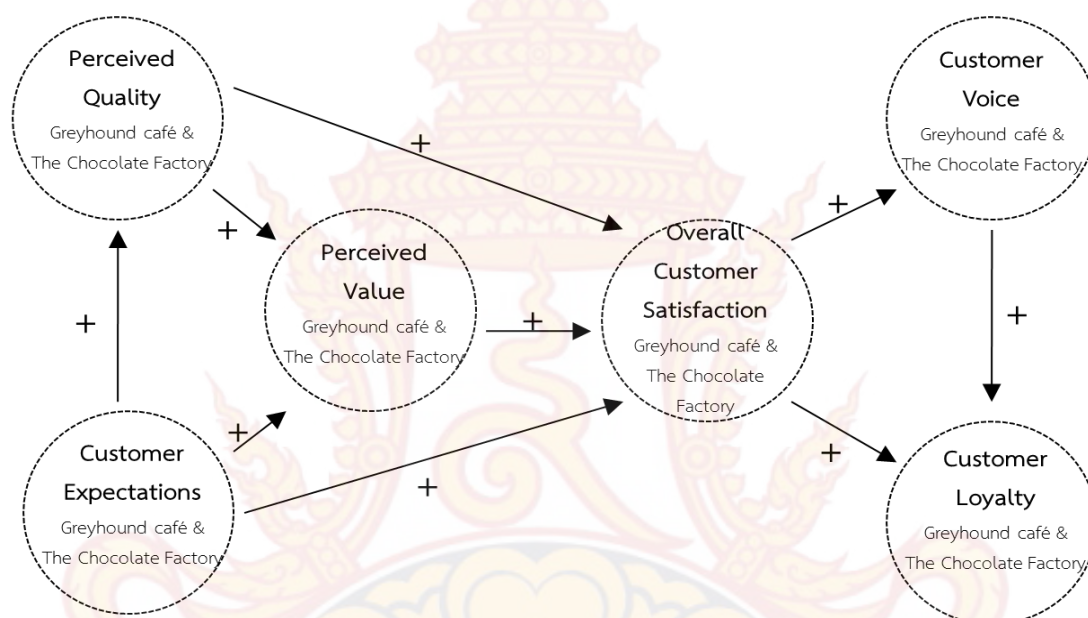 Perceived
Quality
Greyhound café &
The Chocolate Factory
Customer
Voice
Greyhound café &
The Chocolate Factory
+
+
+
Perceived
Value
Greyhound café &
The Chocolate Factory
Overall
Customer
Satisfaction
Greyhound café &
The Chocolate
Factory
+
+
+
+
+
+
Customer
Expectations
Greyhound café &
The Chocolate Factory
Customer
Loyalty
Greyhound café &
The Chocolate Factory